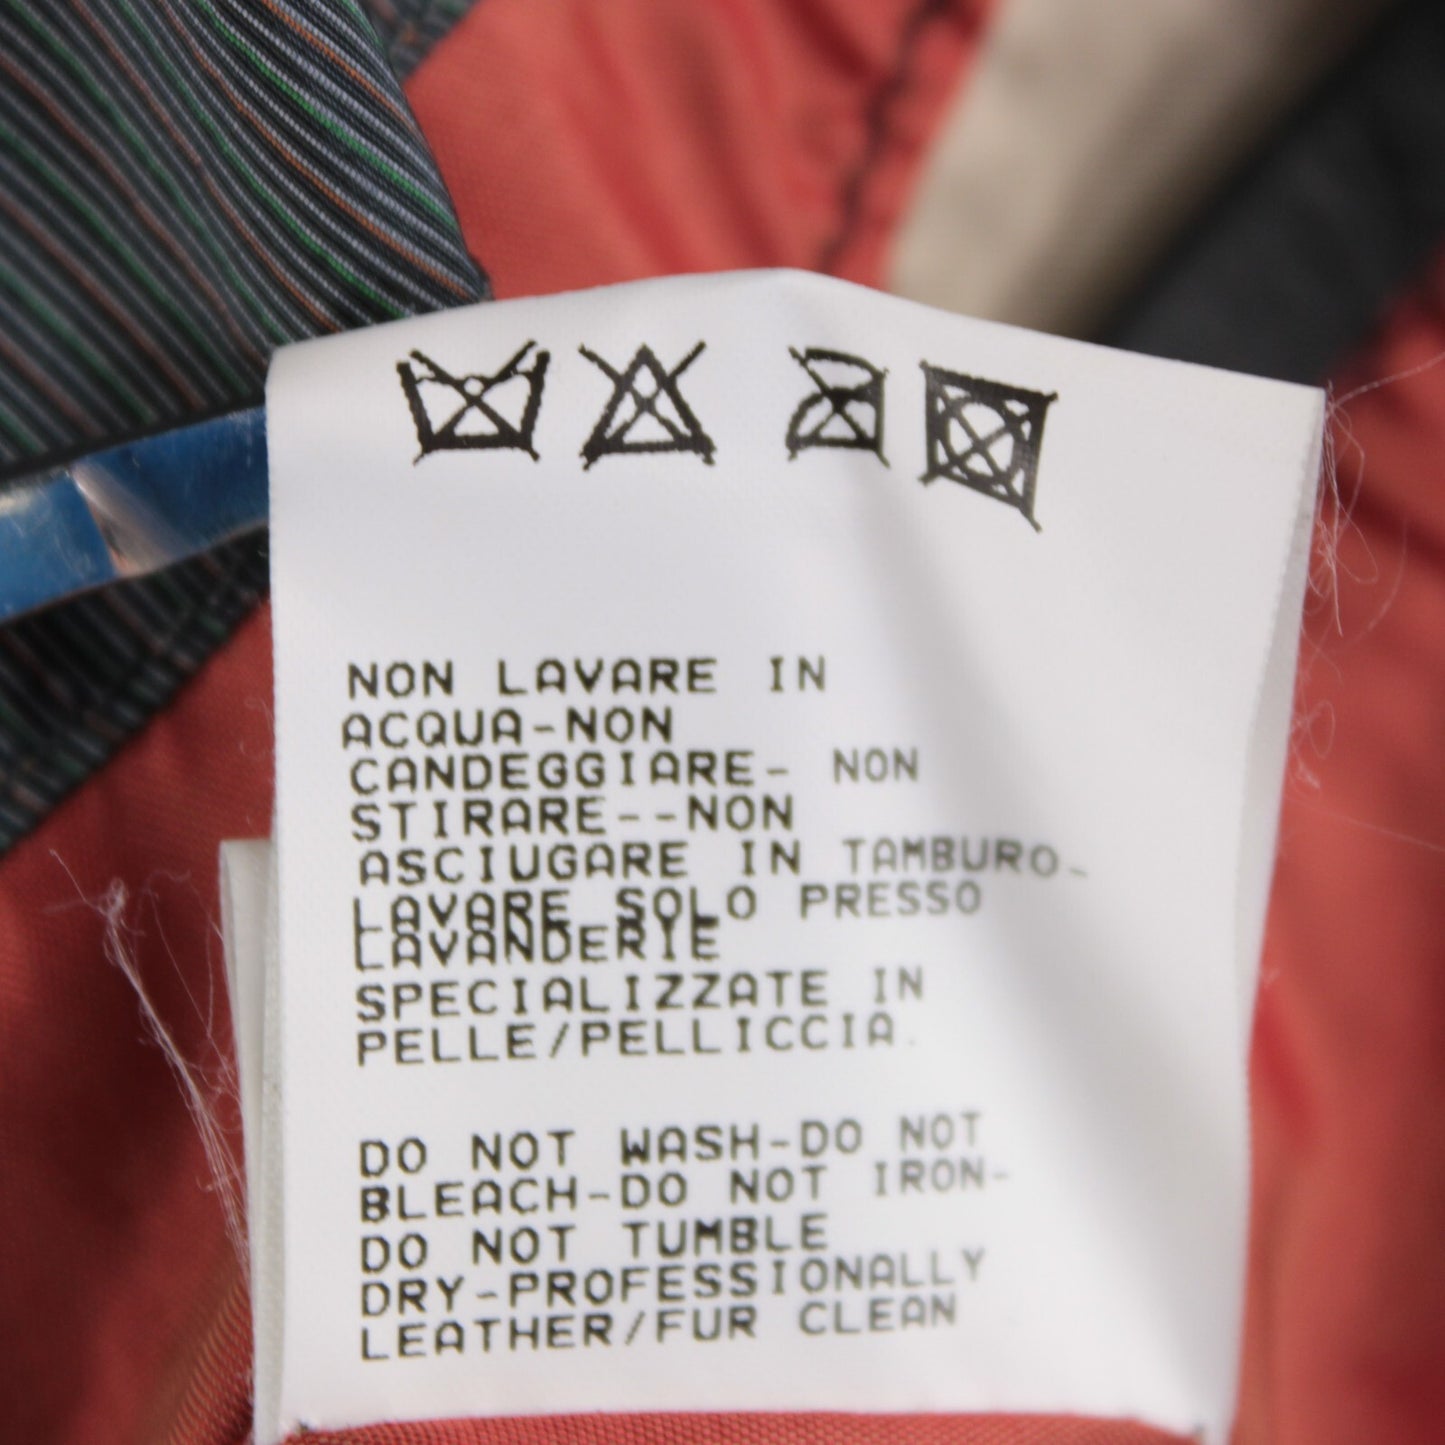 NON LAVARE IN
ACQUA-NON
CANDEGGIARE- NON
STIRARE--NON
ASCIUGARE IN TAMBURO-
LAVARE SOLO PRESSO
LAVANDERIE
SPECIALIZZATE IN
PELLE/PELLICCIA.
DO NOT WASH-DO NOT
BLEACH-DO NOT IRON-
DO NOT TUMBLE
DRY-PROFESSIONALLY
LEATHER/FUR CLEAN